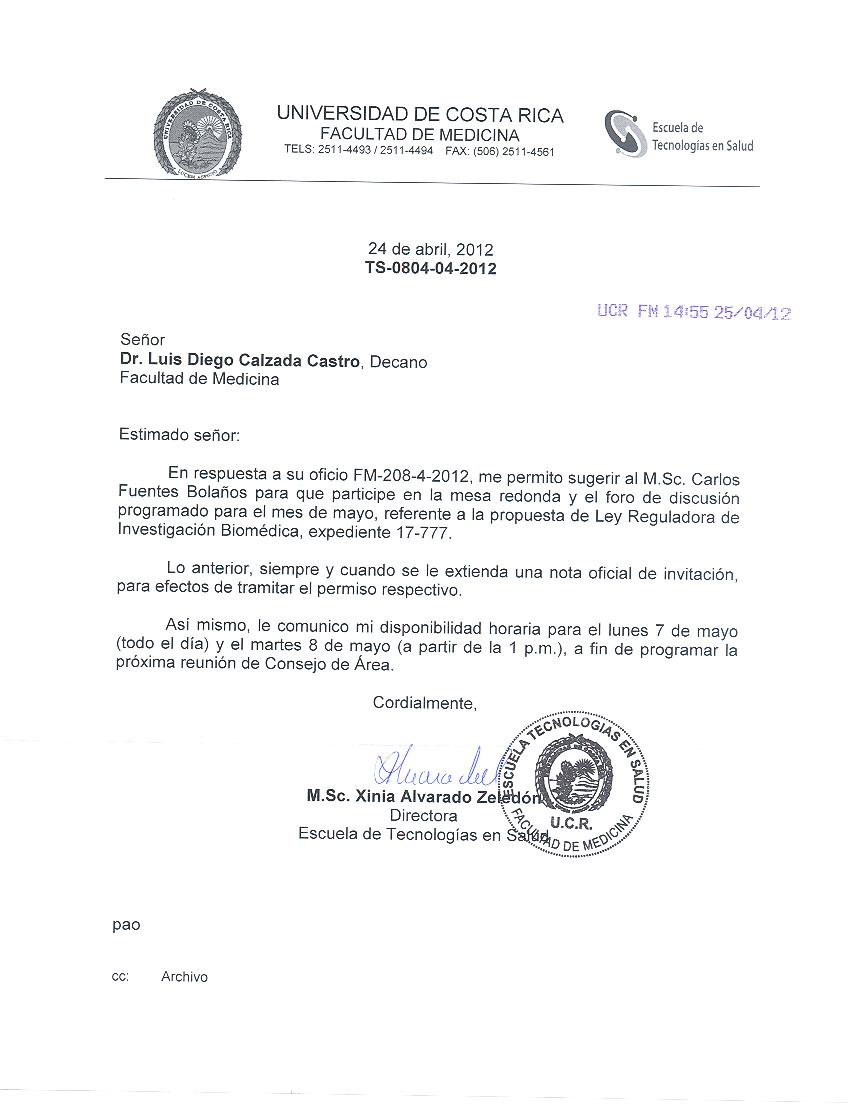 UNIVERSIDAD DE COSTA RICA
FACULTAD DE MEDICINA
TELS: 2511-4493 / 2511-4494 FAX: (506) 2511-4561
UNIVERSIDAD DE COSTA RICA
LUCEM ASPICIO
Escuela de
Tecnologías en Salud
24 de abril, 2012
TS-0804-04-2012
UCR FM 14:55 25/04/12
Señor
Dr. Luis Diego Calzada Castro, Decano
Facultad de Medicina
Estimado señor:
En respuesta a su oficio FM-208-4-2012, me permito sugerir al M.Sc. Carlos
Fuentes Bolaños para que participe en la mesa redonda y el foro de discusión
programado para el mes de mayo, referente a la propuesta de Ley Reguladora de
Investigación Biomédica, expediente 17-777.
Lo anterior, siempre y cuando se le extienda una nota oficial de invitación,
para efectos de tramitar el permiso respectivo.
Así mismo, le comunico mi disponibilidad horaria para el lunes 7 de mayo
(todo el día) y el martes 8 de mayo (a partir de la 1 p.m.), a fin de programar la
próxima reunión de Consejo de Área.
Cordialmente,
M.Sc. Xinia Alvarado Zeledón
Directora
Escuela de Tecnologías en Salud
ESCUELA TECNOLOGIAS EN SALUD
U.C.R.
FACULTAD DE MEDICINA
pao
cc: Archivo